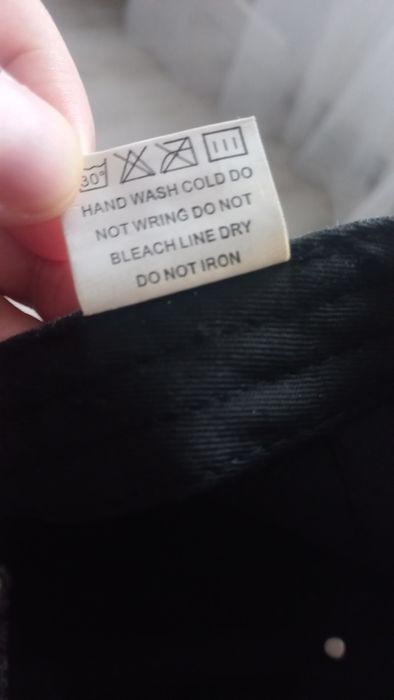 30°
HAND WASH COLD DO
NOT WRING DO NOT
BLEACH LINE DRY
DO NOT IRON